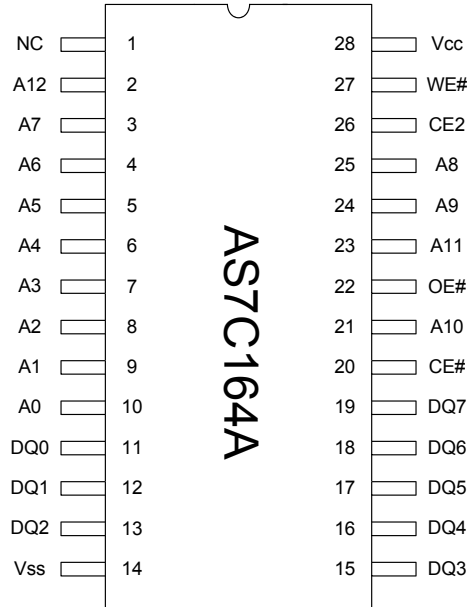 NC 1 28 Vcc
A12 2 27 WE#
A7 3 26 CE2
A6 4 25 A8
A5 5 24 A9
A4 6 23 A11
A3 7 22 OE#
A2 8 21 A10
A1 9 20 CE#
A0 10 19 DQ7
DQ0 11 18 DQ6
DQ1 12 17 DQ5
DQ2 13 16 DQ4
Vss 14 15 DQ3
AS7C164A